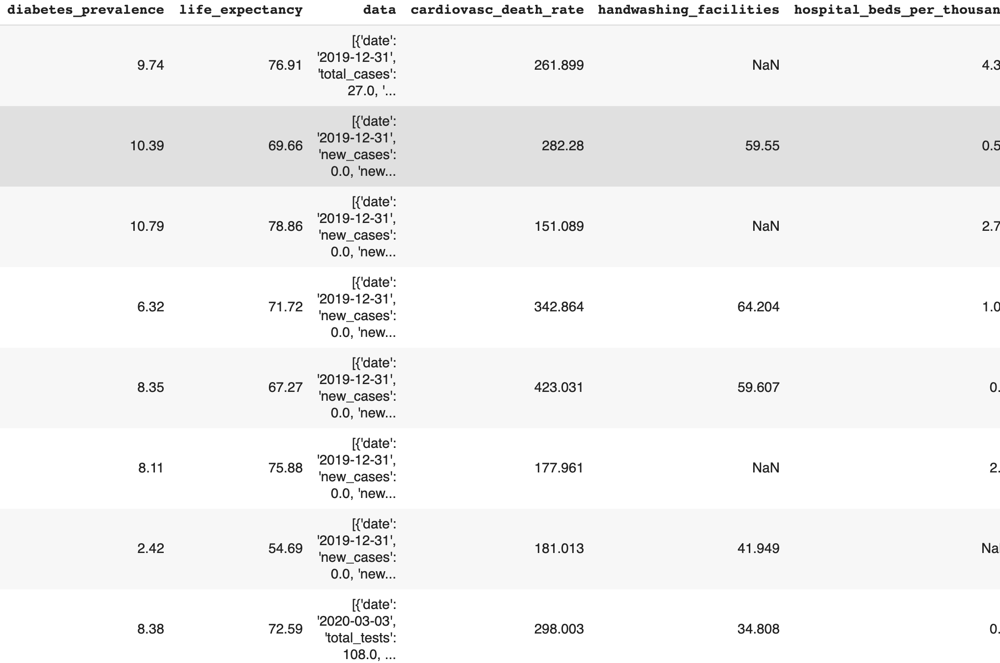 diabetes_prevalence life_expectancy data cardiovasc_death_rate handwashing_facilities hospital_beds_per_thousan
[{'date':
'2019-12-31',
9.74 76.91 261.899 NaN 4.3
'total_cases':
27.0, '...
[{'date':
'2019-12-31',
10.39 69.66 282.28 59.55 0.5
'new_cases':
0.0, 'new...
[{'date':
'2019-12-31',
10.79 78.86 151.089 NaN 2.7
'new_cases':
0.0, 'new...
[{'date':
'2019-12-31',
6.32 71.72 342.864 64.204 1.0
'new_cases':
0.0, 'new...
[{'date':
'2019-12-31',
8.35 67.27 423.031 59.607 0.
'new_cases':
0.0, 'new...
[{'date':
'2019-12-31',
8.11 75.88 177.961 NaN 2.
'new_cases':
0.0, 'new...
[{'date':
'2019-12-31',
2.42 54.69 181.013 41.949 Na
'new_cases':
0.0, 'new...
[{'date':
'2020-03-03',
8.38 72.59 298.003 34.808 0.
'total_tests':
108.0, ...